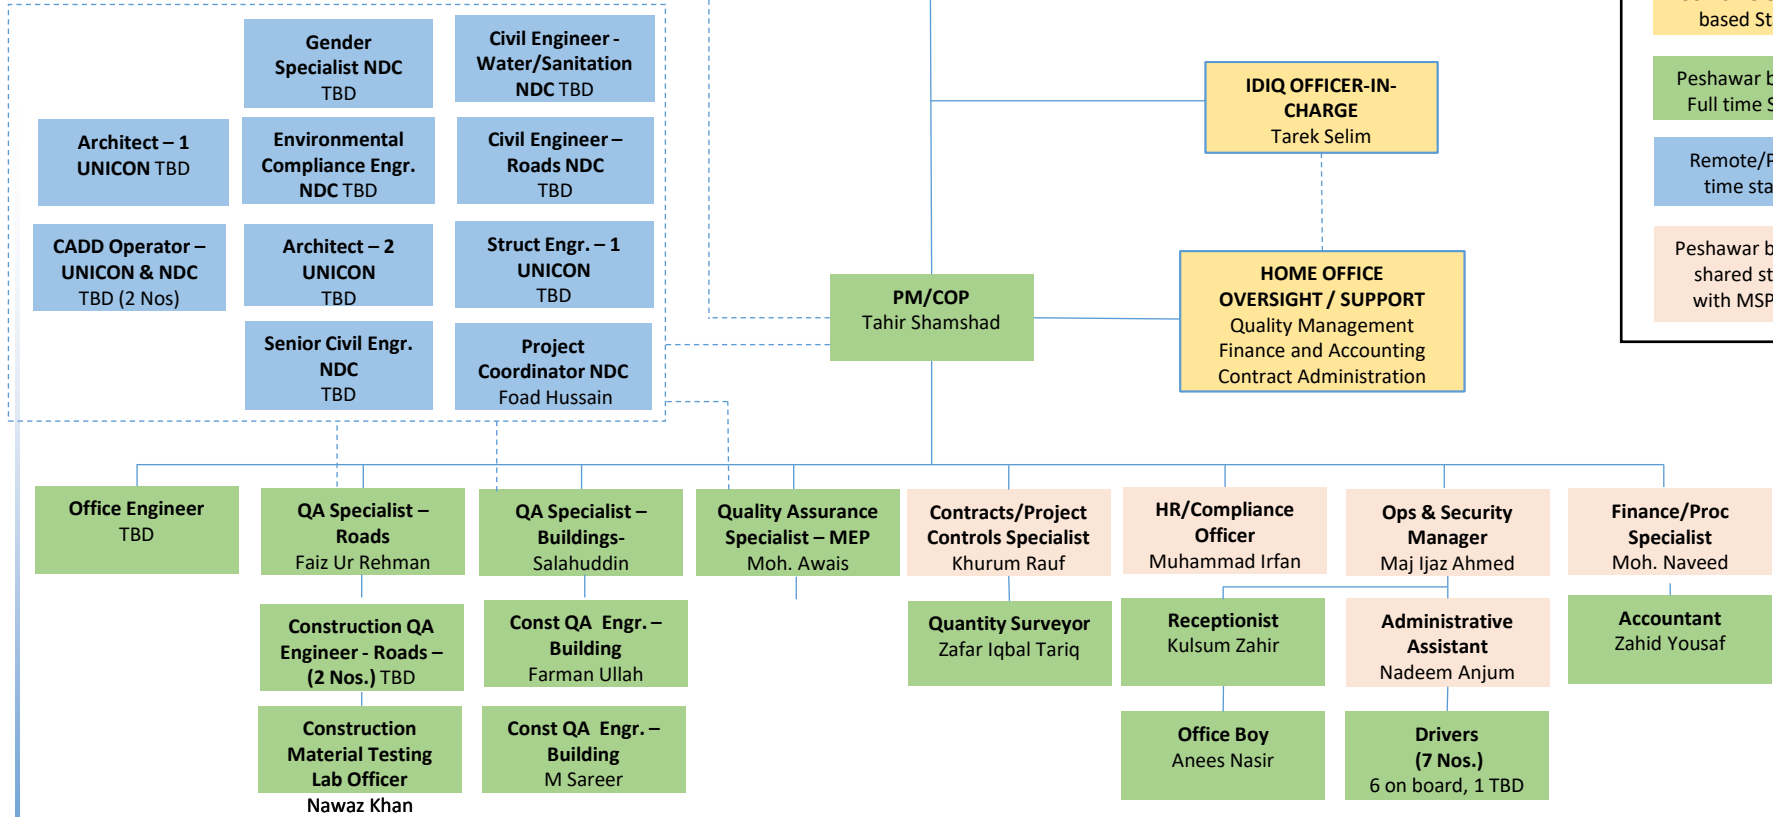 Gender
Specialist NDC
TBD
Civil Engineer -
Water/Sanitation
NDC TBD
Architect – 1
UNICON TBD
Environmental
Compliance Engr.
NDC TBD
Civil Engineer –
Roads NDC
TBD
CADD Operator –
UNICON & NDC
TBD (2 Nos)
Architect – 2
UNICON
TBD
Struct Engr. – 1
UNICON
TBD
Senior Civil Engr.
NDC
TBD
Project
Coordinator NDC
Foad Hussain
IDIQ OFFICER-IN-
CHARGE
Tarek Selim
HOME OFFICE
OVERSIGHT / SUPPORT
Quality Management
Finance and Accounting
Contract Administration
PM/COP
Tahir Shamshad
based St
Peshawar b
Full time S
Remote/P
time sta
Peshawar b
shared st
with MSP
Office Engineer
TBD
QA Specialist –
Roads
Faiz Ur Rehman
QA Specialist –
Buildings-
Salahuddin
Quality Assurance
Specialist – MEP
Moh. Awais
Contracts/Project
Controls Specialist
Khurum Rauf
HR/Compliance
Officer
Muhammad Irfan
Ops & Security
Manager
Maj Ijaz Ahmed
Finance/Proc
Specialist
Moh. Naveed
Construction QA
Engineer - Roads –
(2 Nos.) TBD
Const QA Engr. –
Building
Farman Ullah
Quantity Surveyor
Zafar Iqbal Tariq
Receptionist
Kulsum Zahir
Administrative
Assistant
Nadeem Anjum
Accountant
Zahid Yousaf
Construction
Material Testing
Lab Officer
Nawaz Khan
Const QA Engr. –
Building
M Sareer
Office Boy
Anees Nasir
Drivers
(7 Nos.)
6 on board, 1 TBD